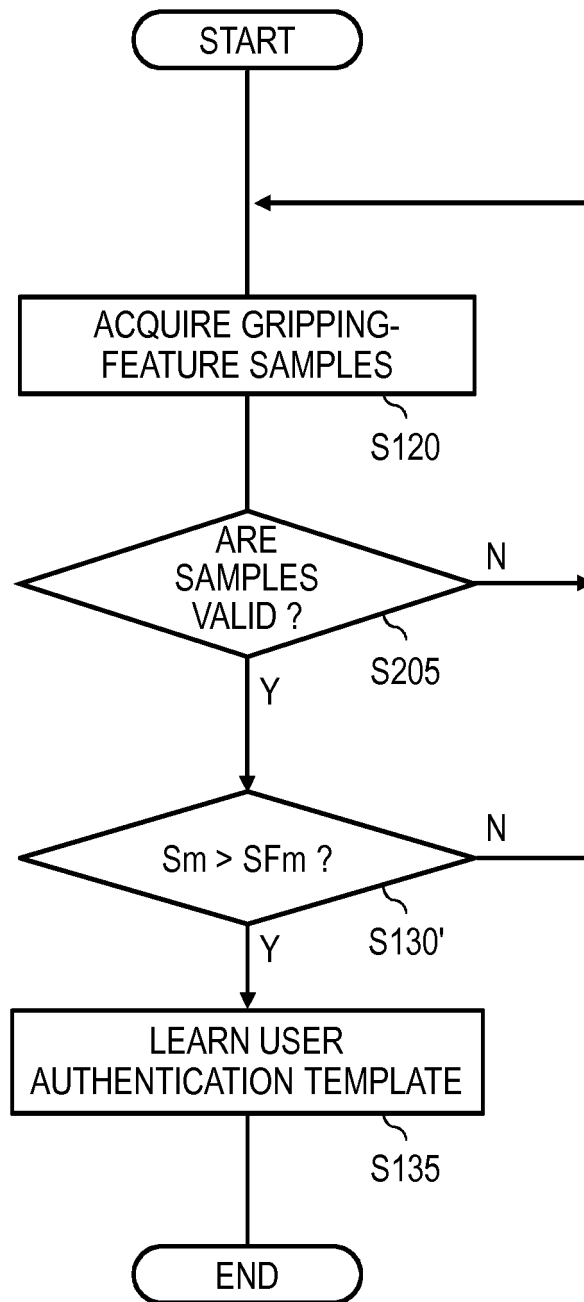 START
ACQUIRE GRIPPING-
FEATURE SAMPLES
S120
ARE
SAMPLES
VALID ?
N
S205
Y
Sm > SFm ?
N
S130'
Y
LEARN USER
AUTHENTICATION TEMPLATE
S135
END